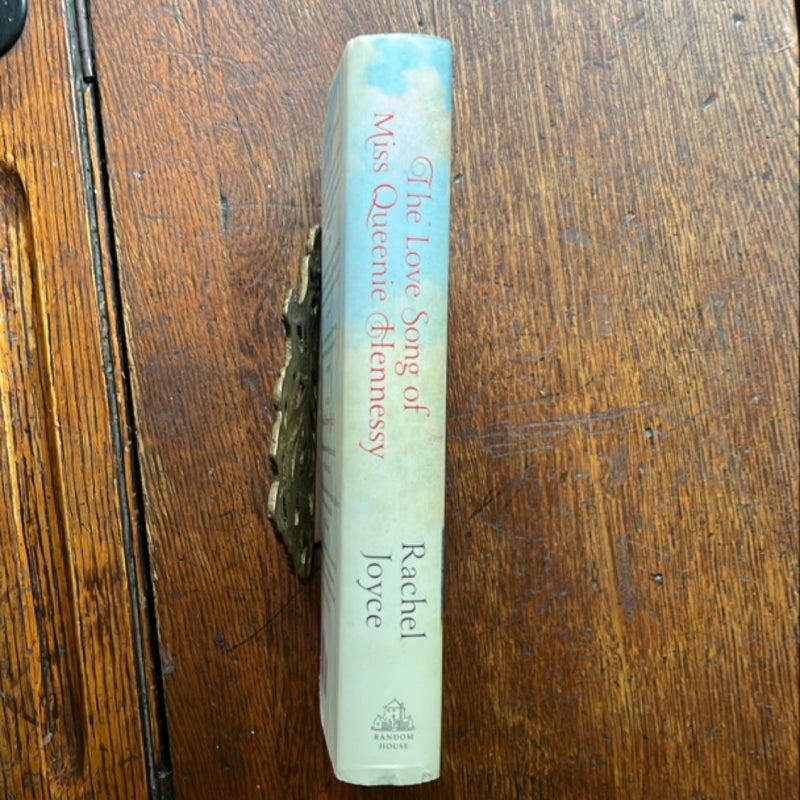 The Love Song of
Miss Queenie Hennessy
Rachel
Joyce
RANDOM
HOUSE